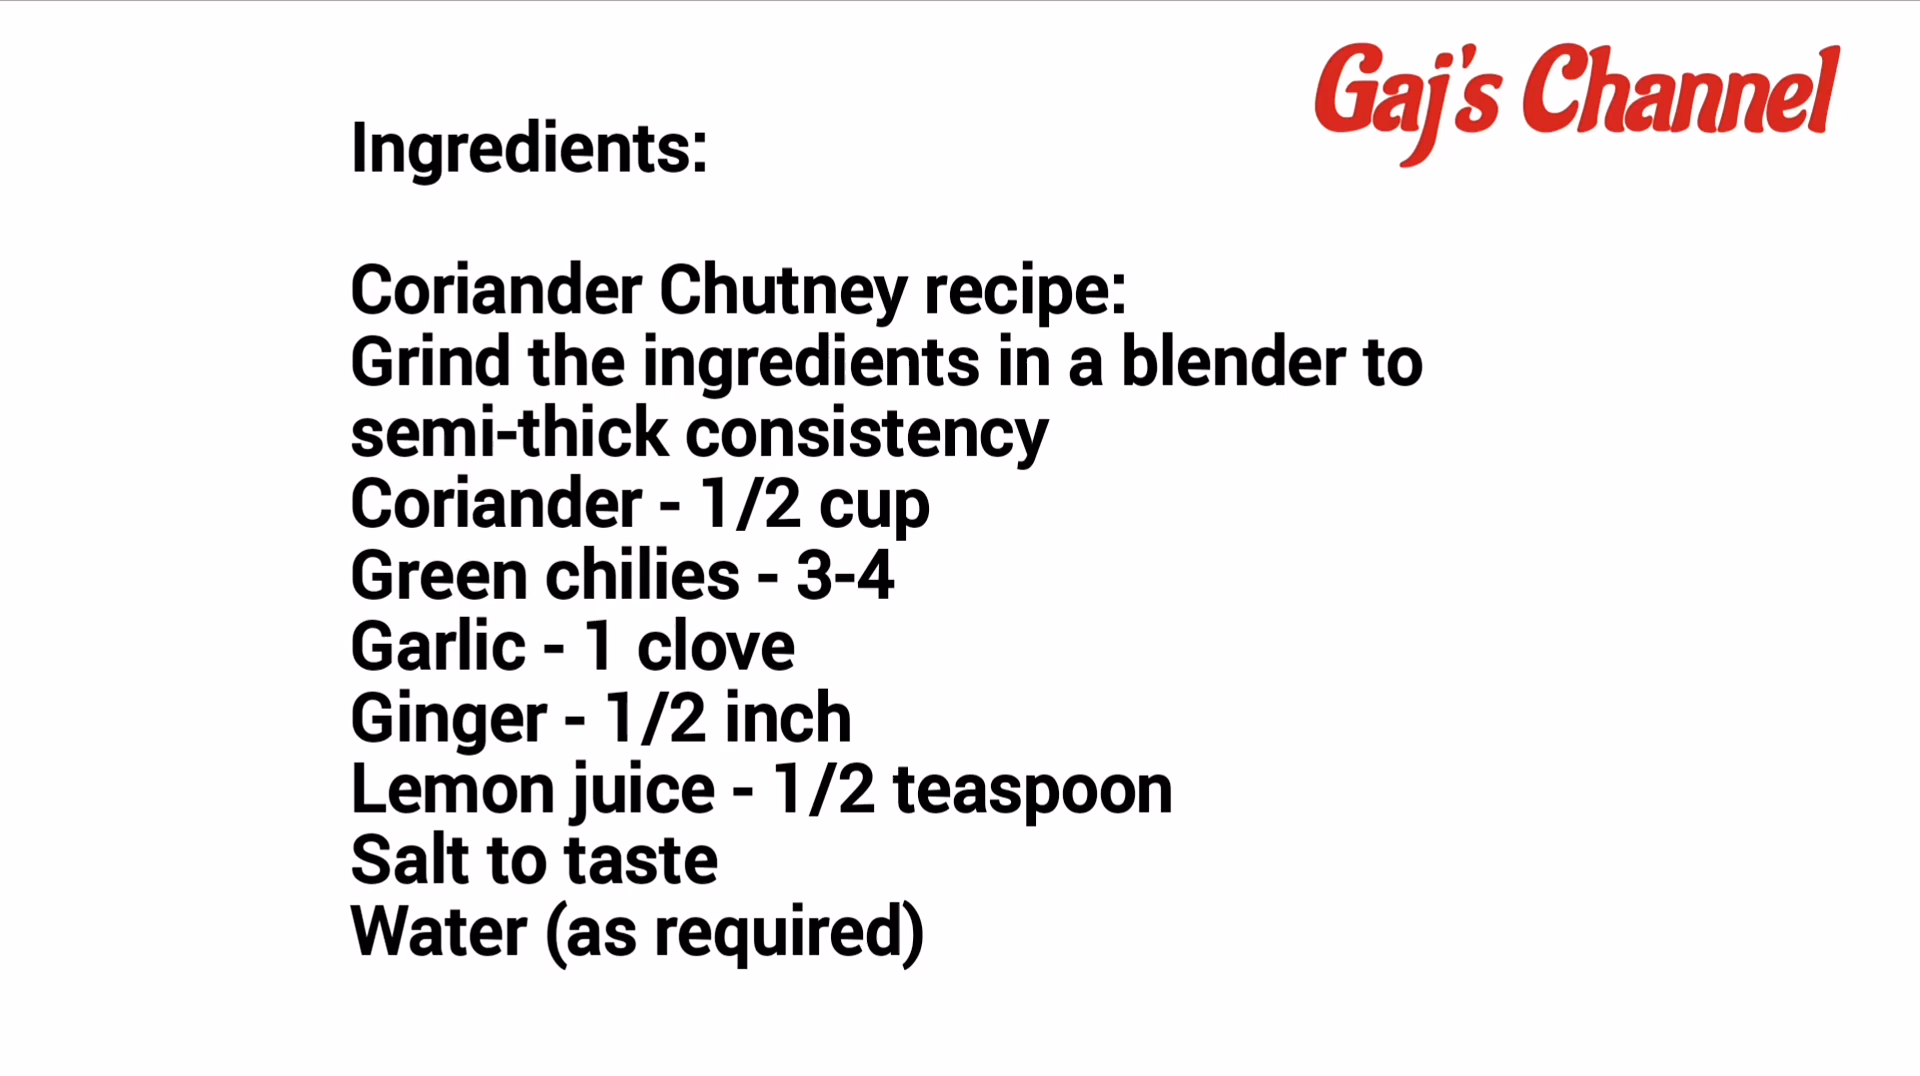 Gaj's Channel
Ingredients:
Coriander Chutney recipe:
Grind the ingredients in a blender to
semi-thick consistency
Coriander - 1/2 cup
Green chilies - 3-4
Garlic - 1 clove
Ginger - 1/2 inch
Lemon juice - 1/2 teaspoon
Salt to taste
Water (as required)